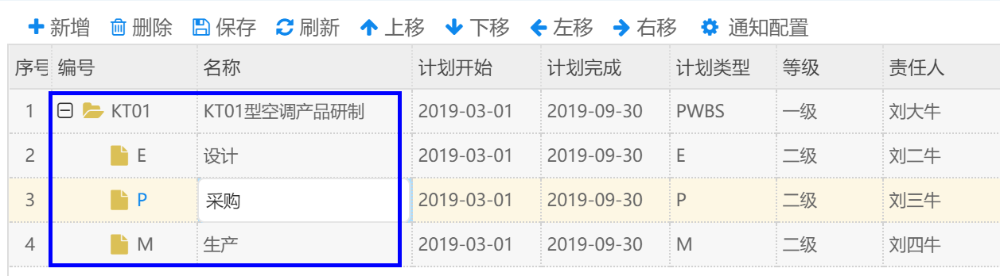 新增 删除 保存 刷新 上移 下移 左移 右移 通知配置
序号 编号 名称 计划开始 计划完成 计划类型 等级 责任人
1 KT01 KT01型空调产品研制 2019-03-01 2019-09-30 PWBS 一级 刘大牛
2 E 设计 2019-03-01 2019-09-30 E 二级 刘二牛
3 P 采购 2019-03-01 2019-09-30 P 二级 刘三牛
4 M 生产 2019-03-01 2019-09-30 M 二级 刘四牛